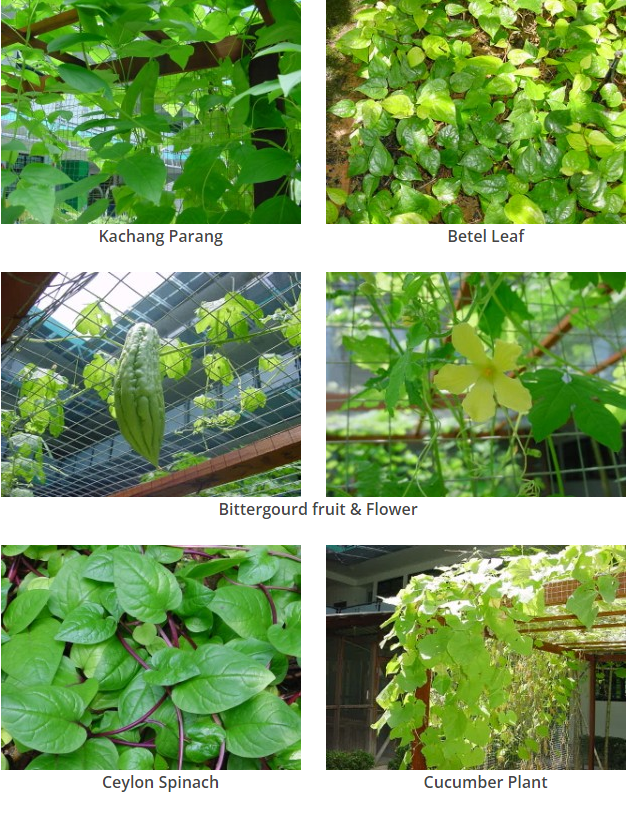 Kachang Parang
Betel Leaf
Bittergourd fruit & Flower
Ceylon Spinach
Cucumber Plant